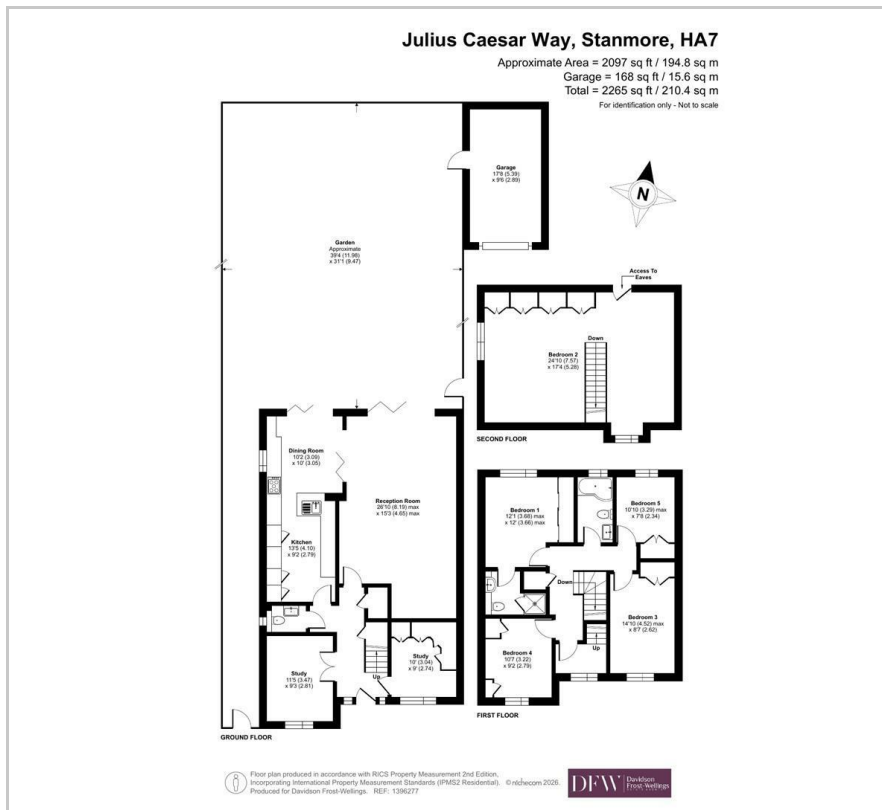 Julius Caesar Way, Stanmore, HA7
Approximate Area = 2097 sq ft / 194.8 sq m
Garage = 168 sq ft / 15.6 sq m
Total = 2265 sq ft / 210.4 sq m
For identification only - Not to scale
Garage
17'8 (5.39)
x 9'6 (2.89)
N
Garden
Approximate
39'4 (11.98)
x 31'1 (9.47)
Access To
Eaves
Down
Bedroom 2
24'10 (7.57)
x 17'4 (5.28)
SECOND FLOOR
Dining Room
10'2 (3.09)
x 10' (3.05)
Reception Room
26'10 (8.19) max
x 15'3 (4.65) max
Kitchen
13'5 (4.10)
x 9'2 (2.79)
Study
11'5 (3.47)
x 9'3 (2.81)
Up
Study
10' (3.04)
x 9' (2.74)
GROUND FLOOR
Bedroom 1
12'1 (3.68) max
x 12' (3.66) max
Bedroom 5
10'10 (3.29) max
x 7'8 (2.34)
Down
Bedroom 3
14'10 (4.52) max
x 8'7 (2.62)
Bedroom 4
10'7 (3.22)
x 9'2 (2.79)
Up
FIRST FLOOR
Floor plan produced in accordance with RICS Property Measurement 2nd Edition,
Incorporating International Property Measurement Standards (IPMS2 Residential). © nichecom 2026.
Produced for Davidson Frost-Wellings. REF: 1396277
DFW
Davidson
Frost-Wellings